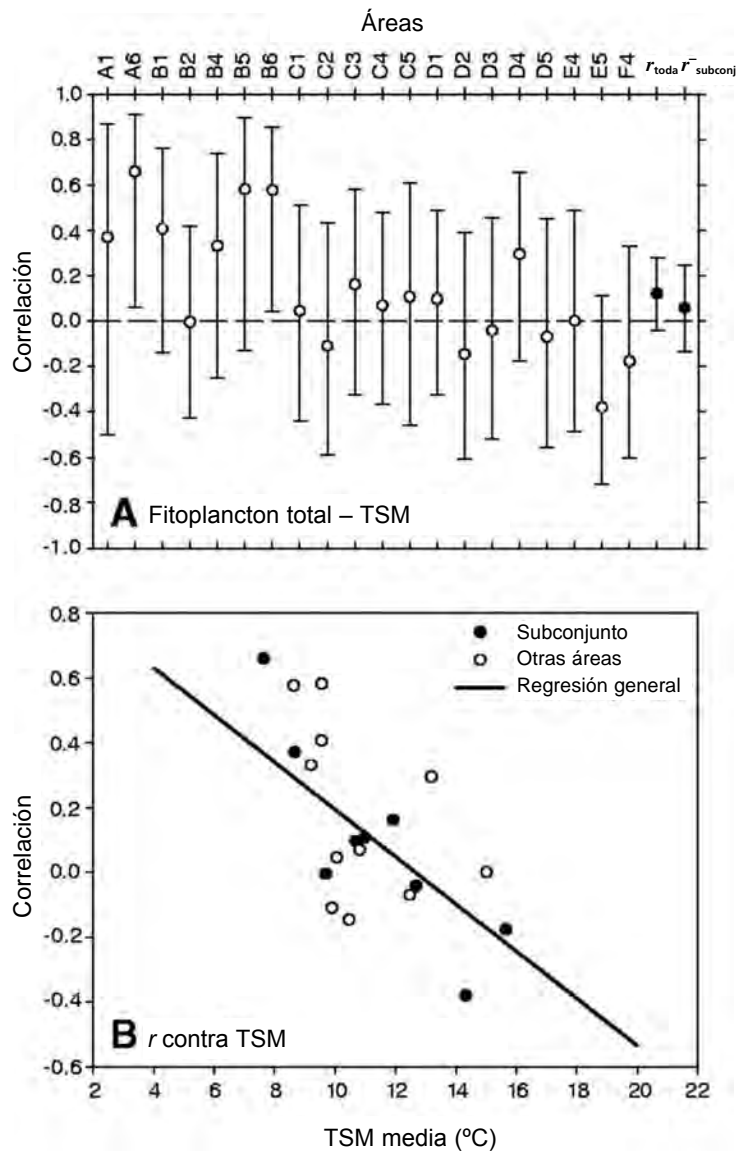 Áreas
A1 A6 B1 B2 B4 B5 B6 C1 C2 C3 C4 C5 D1 D2 D3 D4 D5 E4 E5 F4 r toda r̄ subconj
1.0
0.8
0.6
0.4
0.2
0.0
-0.2
-0.4
-0.6
-0.8
-1.0
Correlación
A Fitoplancton total – TSM
0.8
0.6
0.4
0.2
0.0
-0.2
-0.4
-0.6
Correlación
Subconjunto
Otras áreas
Regresión general
B r contra TSM
2 4 6 8 10 12 14 16 18 20 22
TSM media (ºC)